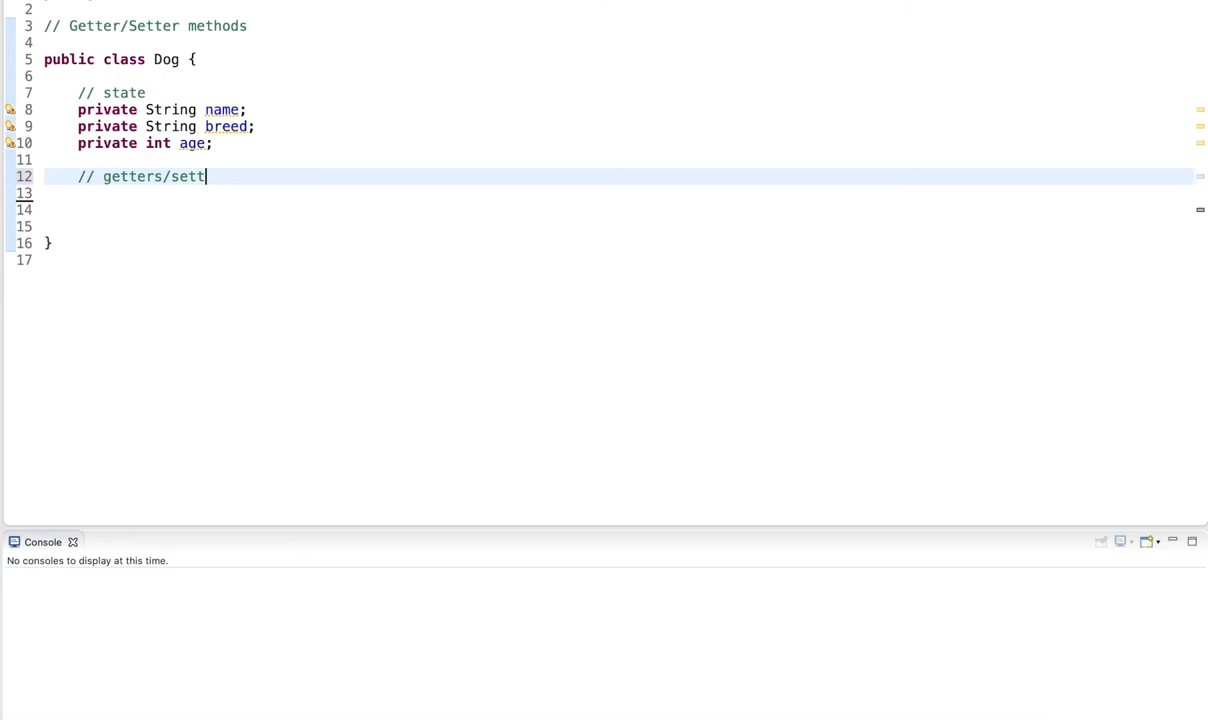 2
3 // Getter/Setter methods
4
5 public class Dog {
6
7 // state
8 private String name;
9 private String breed;
10 private int age;
11
12 // getters/sett
13
14
15
16 }
17
Console
No consoles to display at this time.